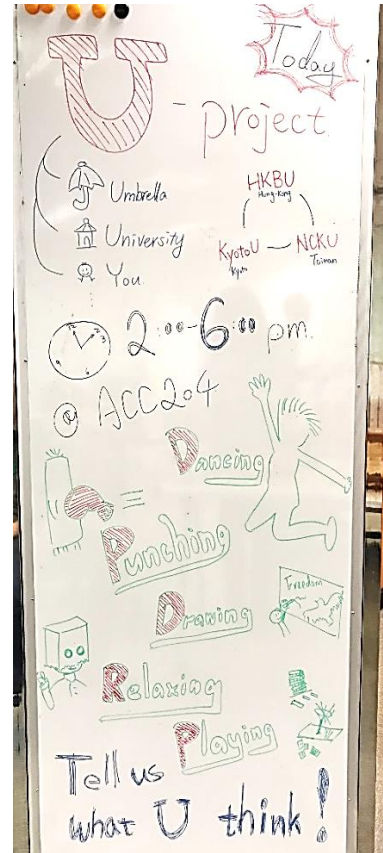 Today
U-project
Umbrella
University
You
HKBU
Hong-Kong
KyotoU
Kyoto
NCKU
Taiwan
2:00-6:00 pm.
@ ACC204
Dancing
Punching
Drawing
Freedom
Relaxing
Playing
Tell us
what U think!